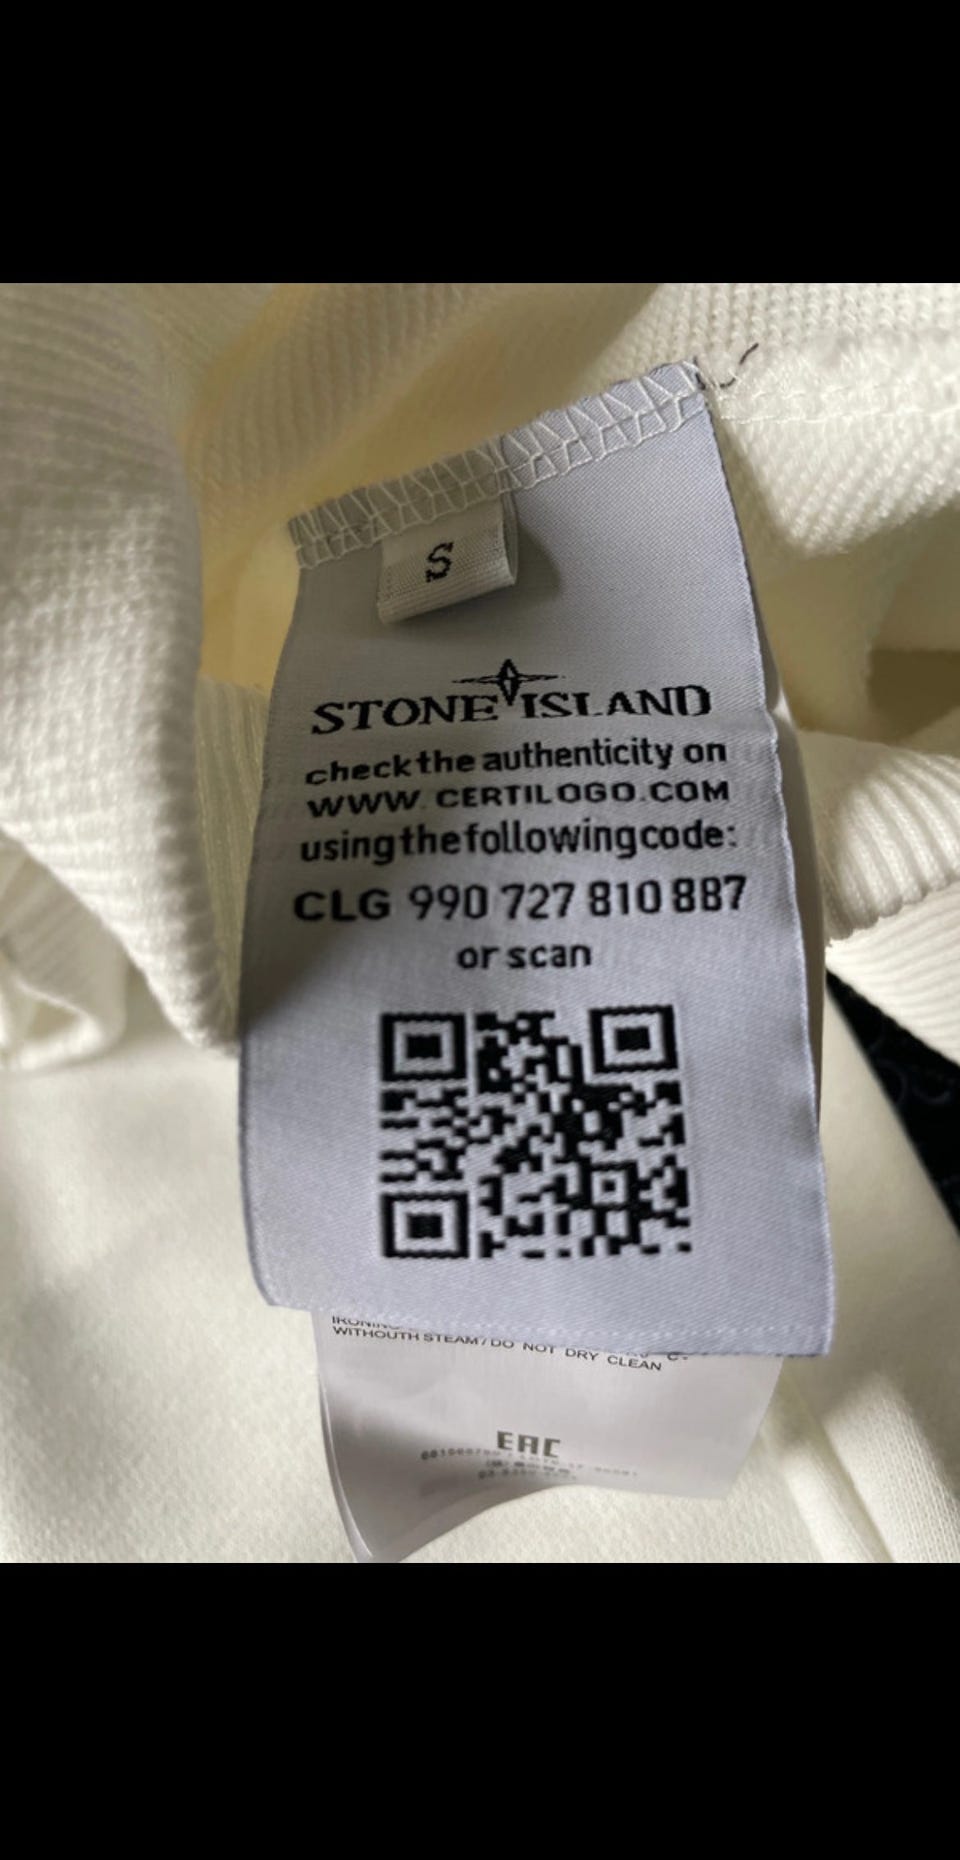 S
STONE ISLAND
check the authenticity on
WWW.CERTILOGO.COM
using the following code:
CLG 990 727 810 887
or scan
IRONING
WITHOUTH STEAM / DO NOT DRY CLEAN
EAC